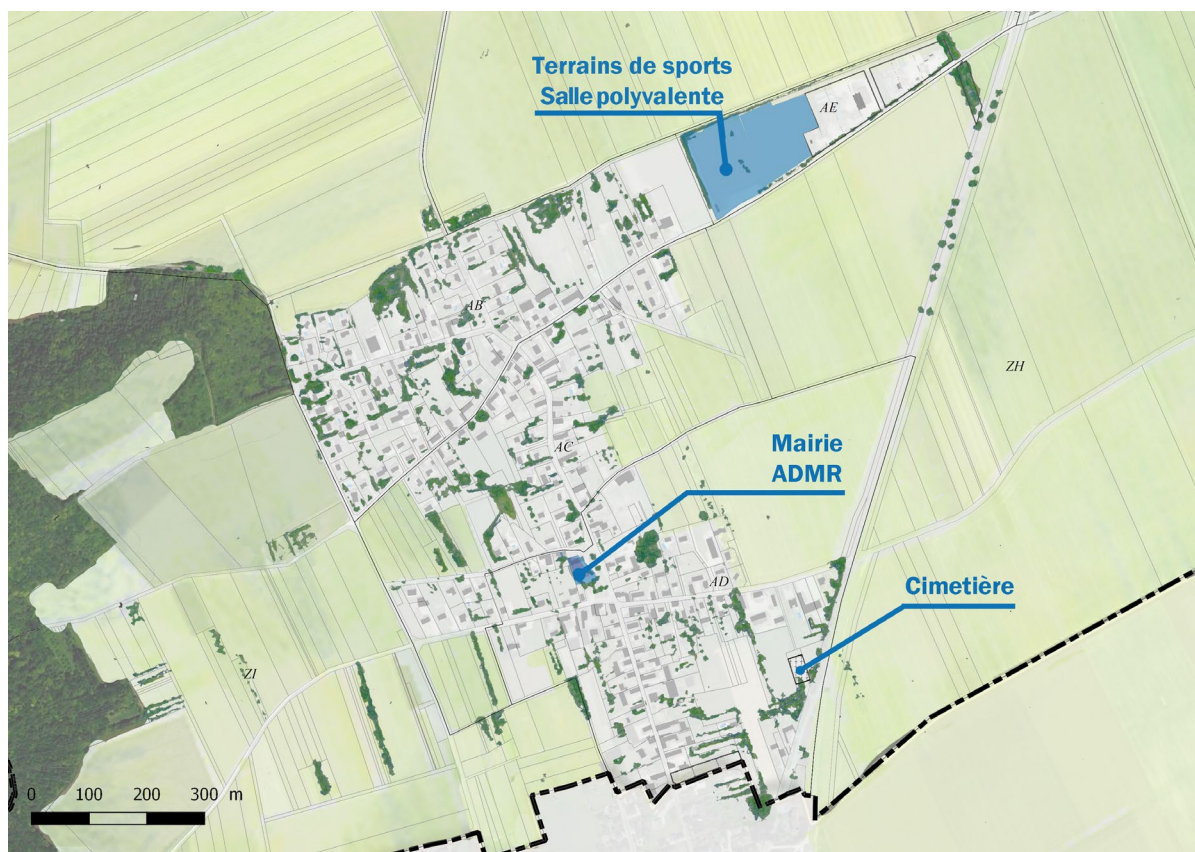 Terrains de sports
Salle polyvalente
AE
AB
ZH
AC
Mairie
ADMR
AD
Cimetière
ZI
0 100 200 300 m